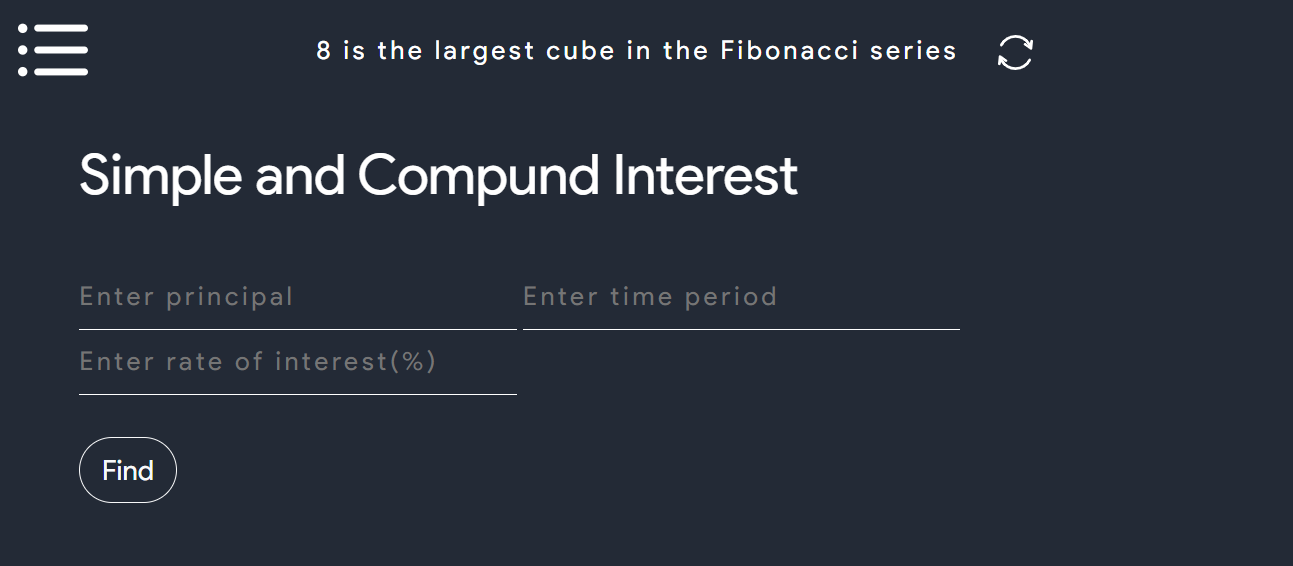 8 is the largest cube in the Fibonacci series
Simple and Compund Interest
Enter principal
Enter time period
Enter rate of interest(%)
Find